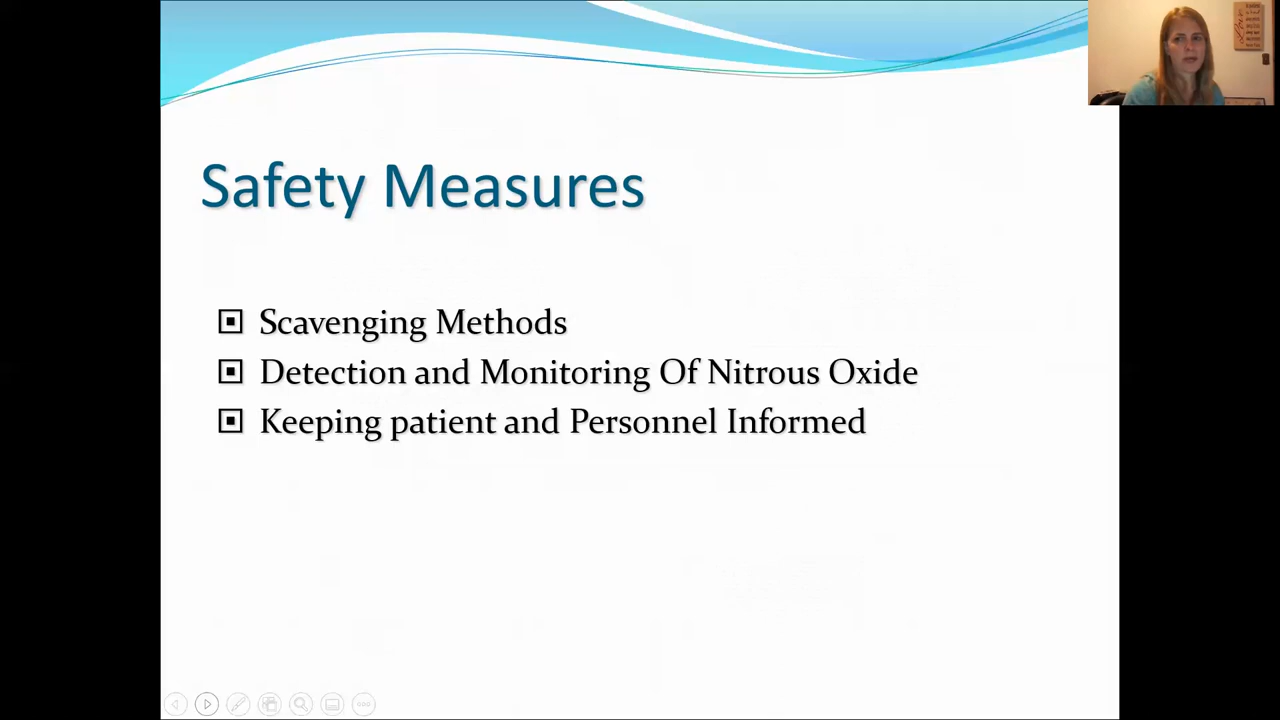 Safety Measures
Scavenging Methods
Detection and Monitoring Of Nitrous Oxide
Keeping patient and Personnel Informed